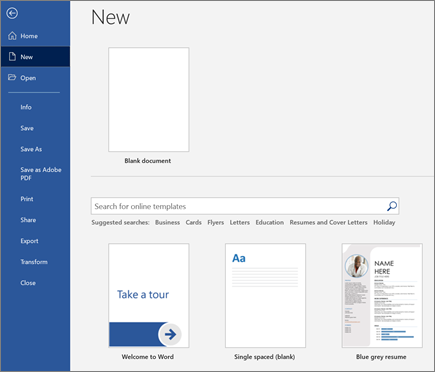 New
Home
New
Open
Info
Save
Save As
Save as Adobe
PDF
Print
Share
Export
Transform
Close
Blank document
Search for online templates
Suggested searches: Business Cards Flyers Letters Education Resumes and Cover Letters Holiday
Take a tour
Welcome to Word
Aa
Single spaced (blank)
NAME
HERE
Blue grey resume